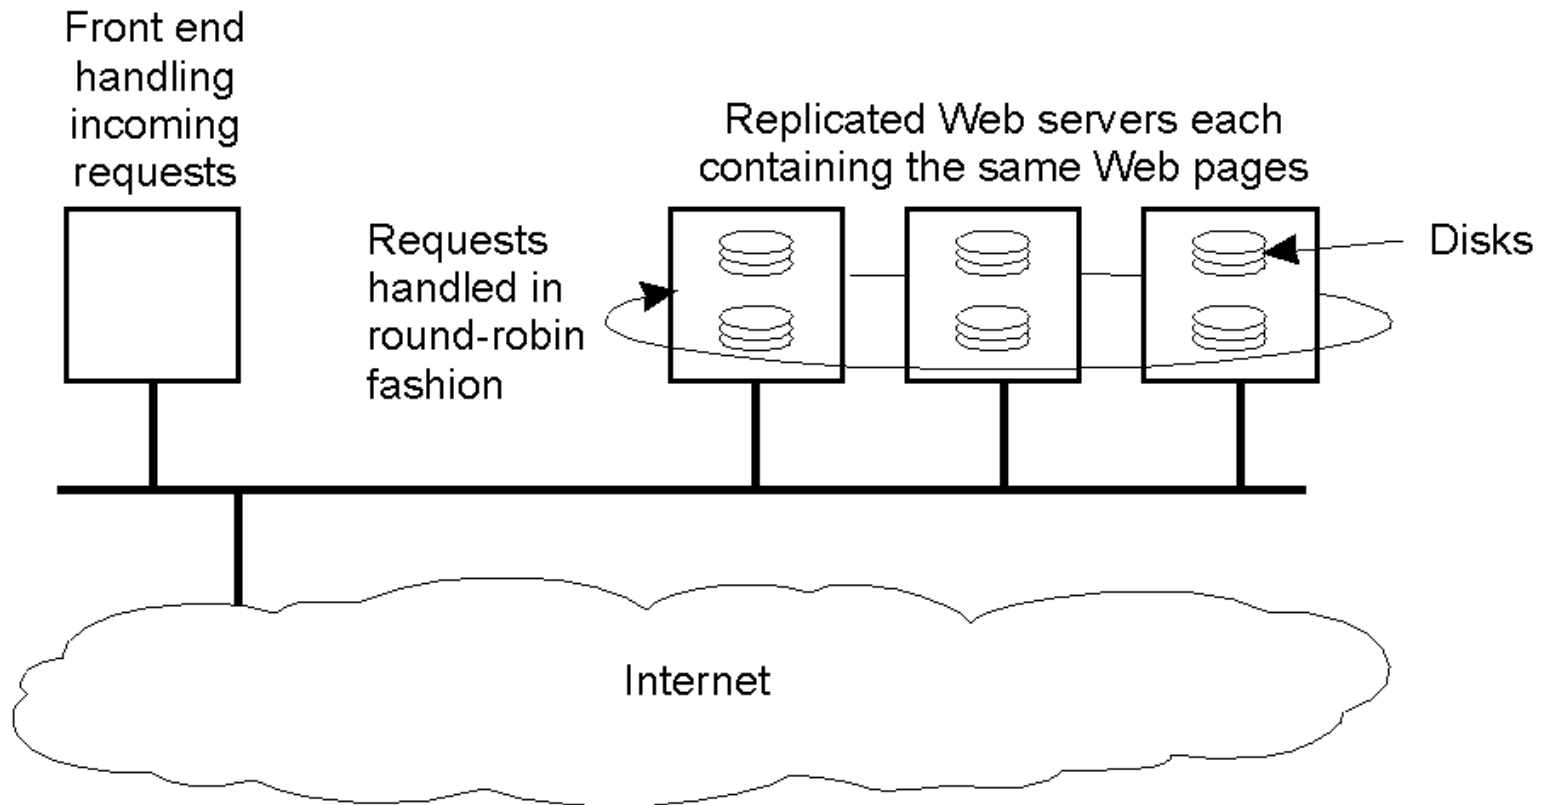 Front end
handling
incoming
requests
Replicated Web servers each
containing the same Web pages
Requests
handled in
round-robin
fashion
Disks
Internet